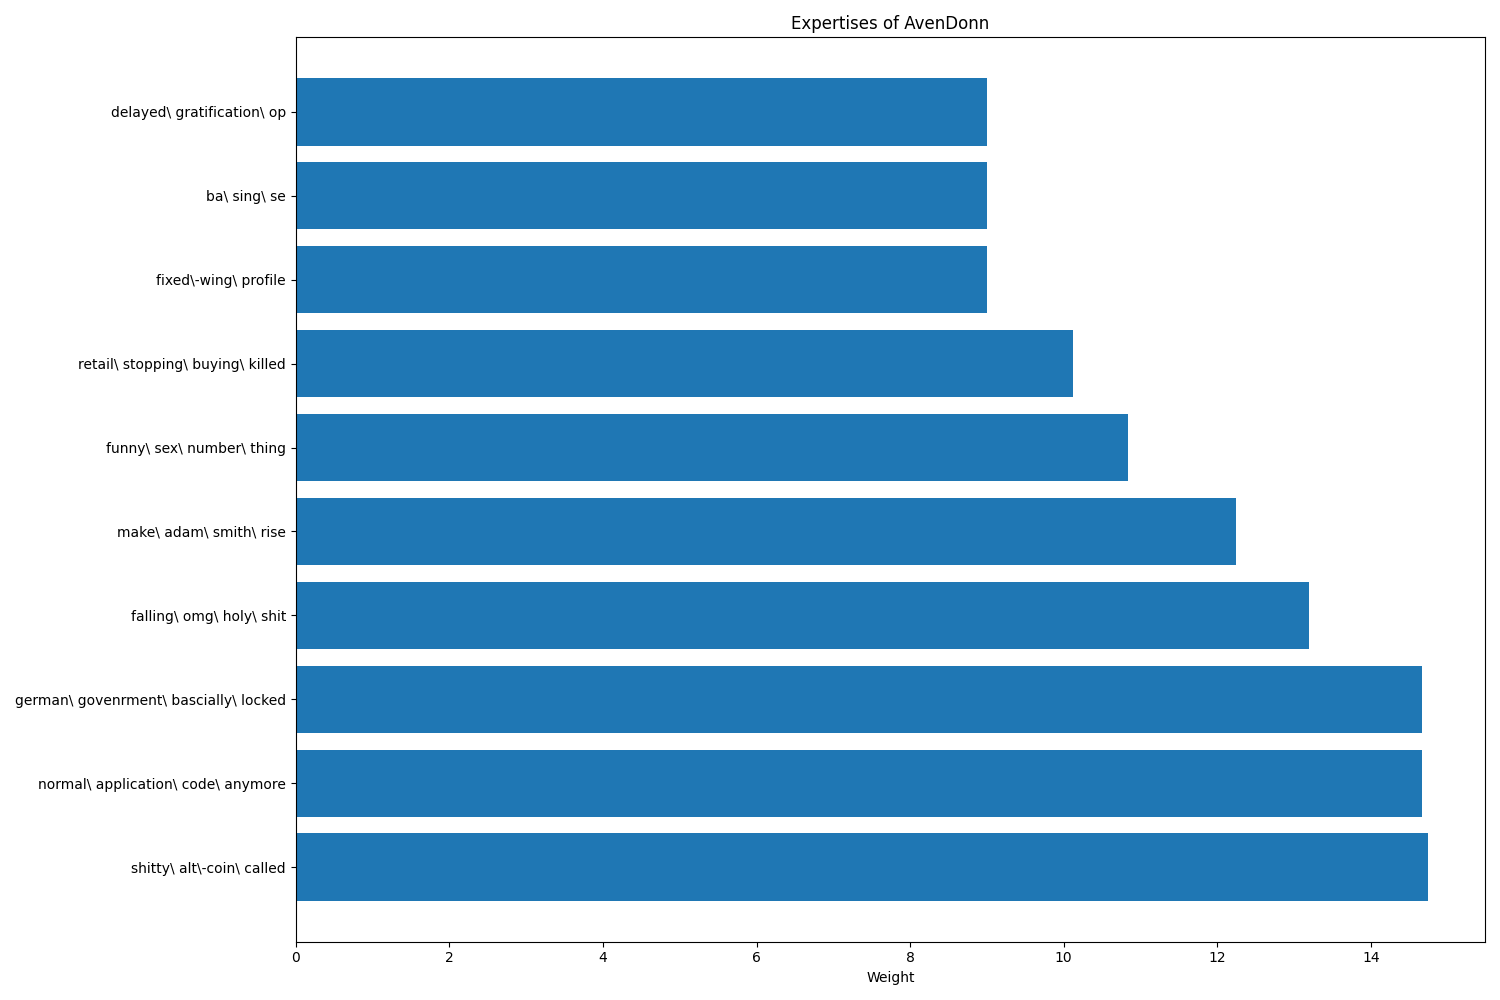 Expertises of AvenDonn
delayed\ gratification\ op
ba\ sing\ se
fixed\-wing\ profile
retail\ stopping\ buying\ killed
funny\ sex\ number\ thing
make\ adam\ smith\ rise
falling\ omg\ holy\ shit
german\ govenrment\ bascially\ locked
normal\ application\ code\ anymore
shitty\ alt\-coin\ called
0 2 4 6 8 10 12 14
Weight